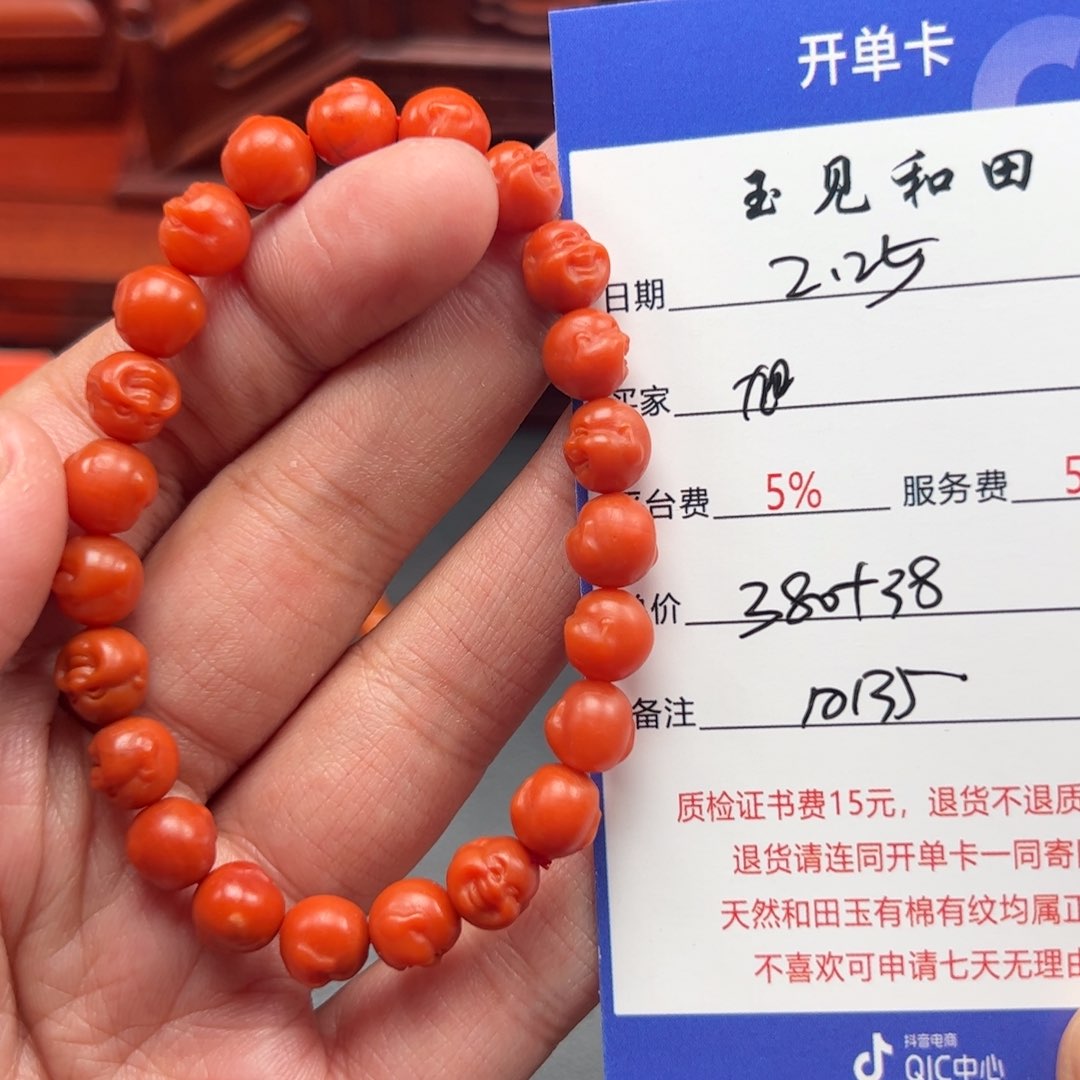 开单卡
玉见和田
日期 2.25
买家 旭
平台费 5% 服务费 5
单价 380+38
备注 10135
质检证书费15元，退货不退质
退货请连同开单卡一同寄
天然和田玉有棉有纹均属正
不喜欢可申请七天无理由
抖音电商
QIC中心